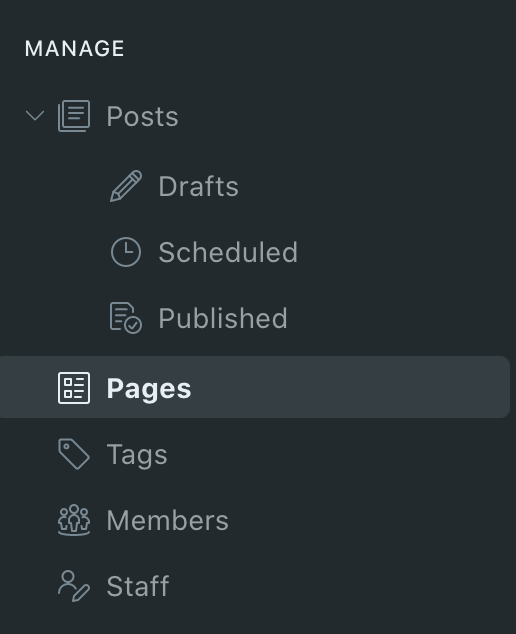 MANAGE
Posts
Drafts
Scheduled
Published
Pages
Tags
Members
Staff